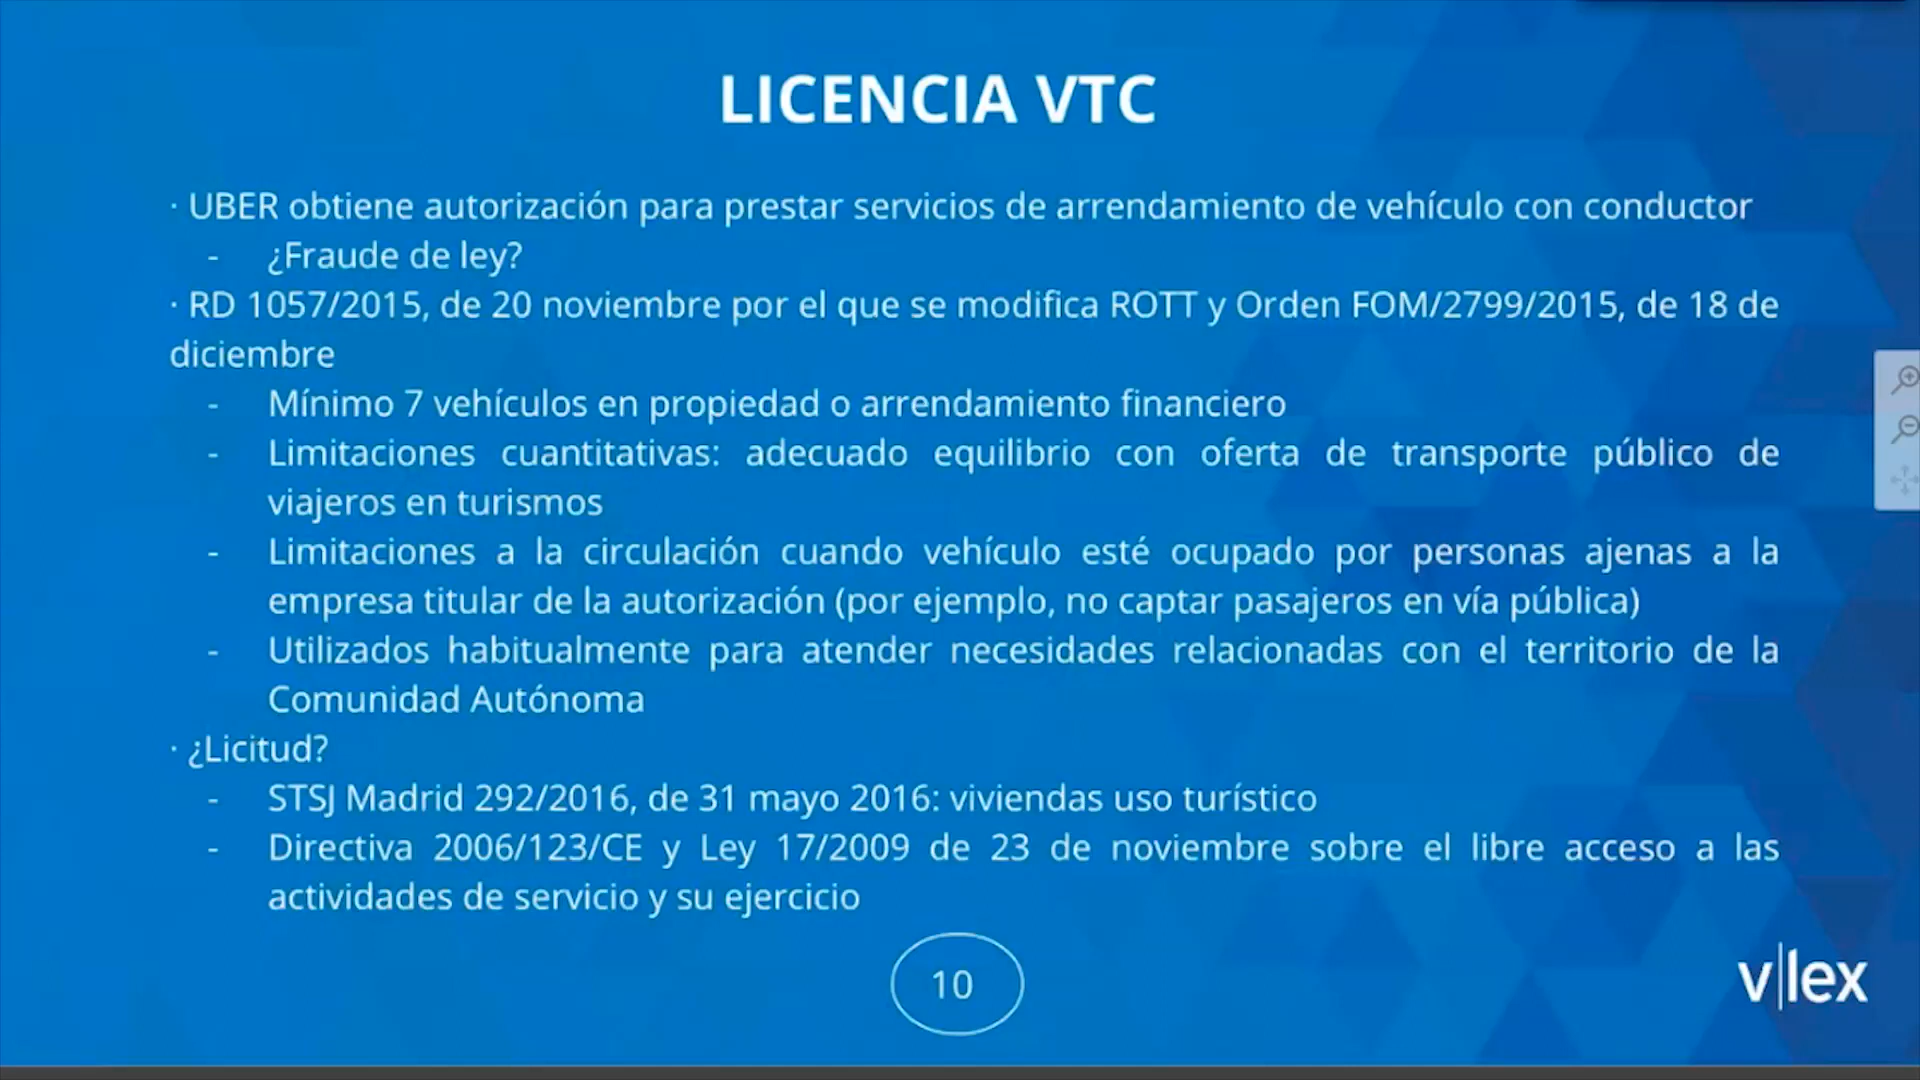 LICENCIA VTC
· UBER obtiene autorización para prestar servicios de arrendamiento de vehículo con conductor
- ¿Fraude de ley?
· RD 1057/2015, de 20 noviembre por el que se modifica ROTT y Orden FOM/2799/2015, de 18 de
diciembre
- Mínimo 7 vehículos en propiedad o arrendamiento financiero
- Limitaciones cuantitativas: adecuado equilibrio con oferta de transporte público de
viajeros en turismos
- Limitaciones a la circulación cuando vehículo esté ocupado por personas ajenas a la
empresa titular de la autorización (por ejemplo, no captar pasajeros en vía pública)
- Utilizados habitualmente para atender necesidades relacionadas con el territorio de la
Comunidad Autónoma
· ¿Licitud?
- STSJ Madrid 292/2016, de 31 mayo 2016: viviendas uso turístico
- Directiva 2006/123/CE y Ley 17/2009 de 23 de noviembre sobre el libre acceso a las
actividades de servicio y su ejercicio
10
v|lex